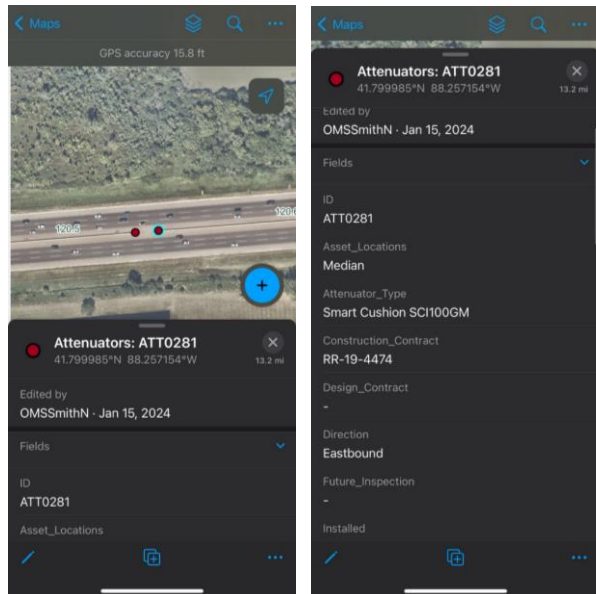 Maps
GPS accuracy 15.8 ft
120.5
Attenuators: ATT0281
41.799985°N 88.257154°W
13.2 mi
Edited by
OMSSmithN · Jan 15, 2024
Fields
ID
ATT0281
Asset_Locations
Maps
Attenuators: ATT0281
41.799985°N 88.257154°W
13.2 mi
Edited by
OMSSmithN · Jan 15, 2024
Fields
ID
ATT0281
Asset_Locations
Median
Attenuator_Type
Smart Cushion SCI100GM
Construction_Contract
RR-19-4474
Design_Contract
-
Direction
Eastbound
Future_Inspection
-
Installed